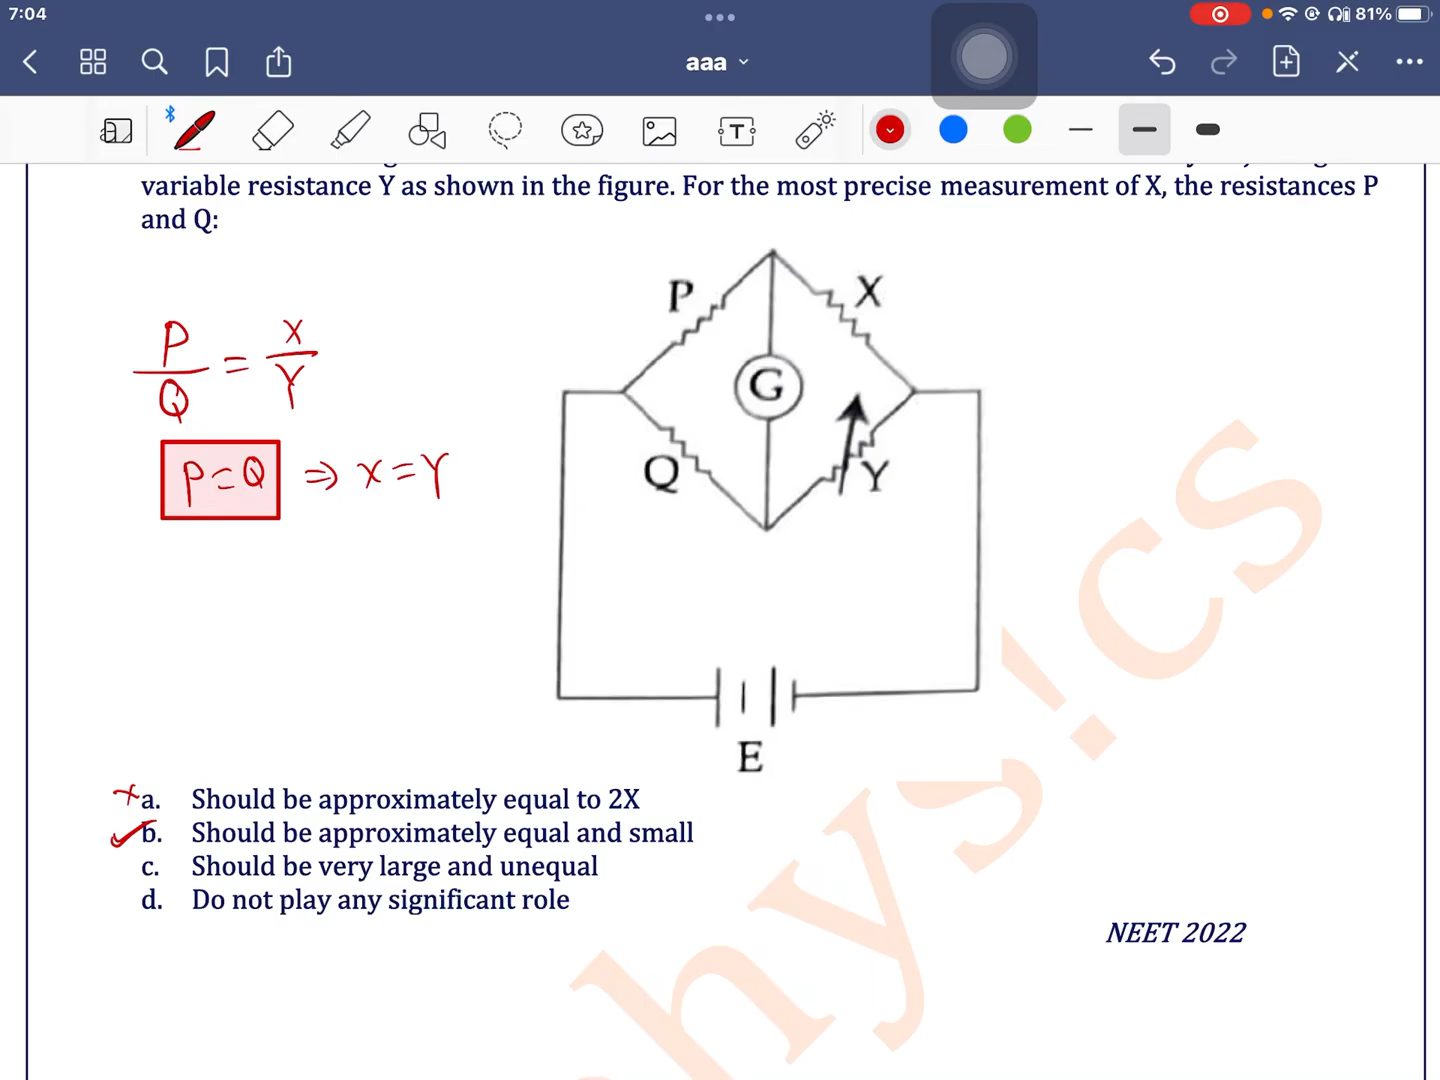 7:04
81%
aaa
variable resistance Y as shown in the figure. For the most precise measurement of X, the resistances P
and Q:
P
X
G
Q
Y
E
P/Q = X/Y
P=Q ⇒ X=Y
× a. Should be approximately equal to 2X
✓ b. Should be approximately equal and small
c. Should be very large and unequal
d. Do not play any significant role
NEET 2022
hys!cs